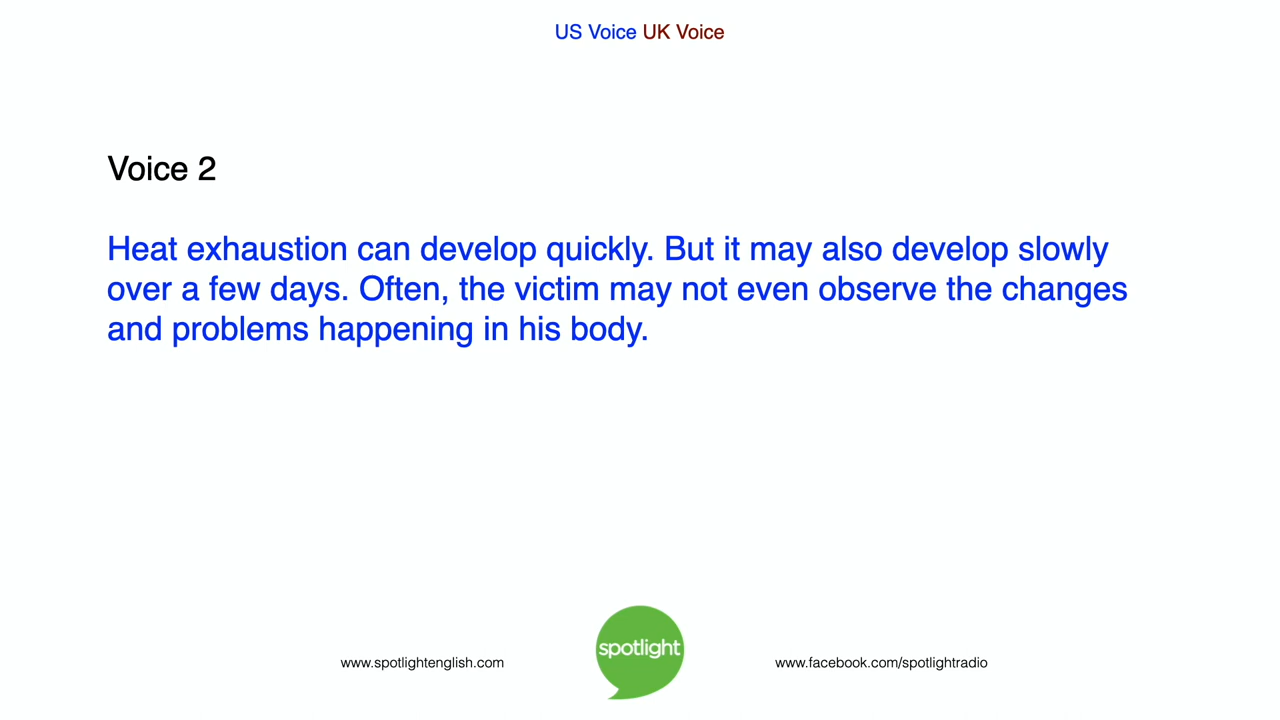 US Voice UK Voice
Voice 2
Heat exhaustion can develop quickly. But it may also develop slowly
over a few days. Often, the victim may not even observe the changes
and problems happening in his body.
spotlight
www.spotlightenglish.com
www.facebook.com/spotlightradio